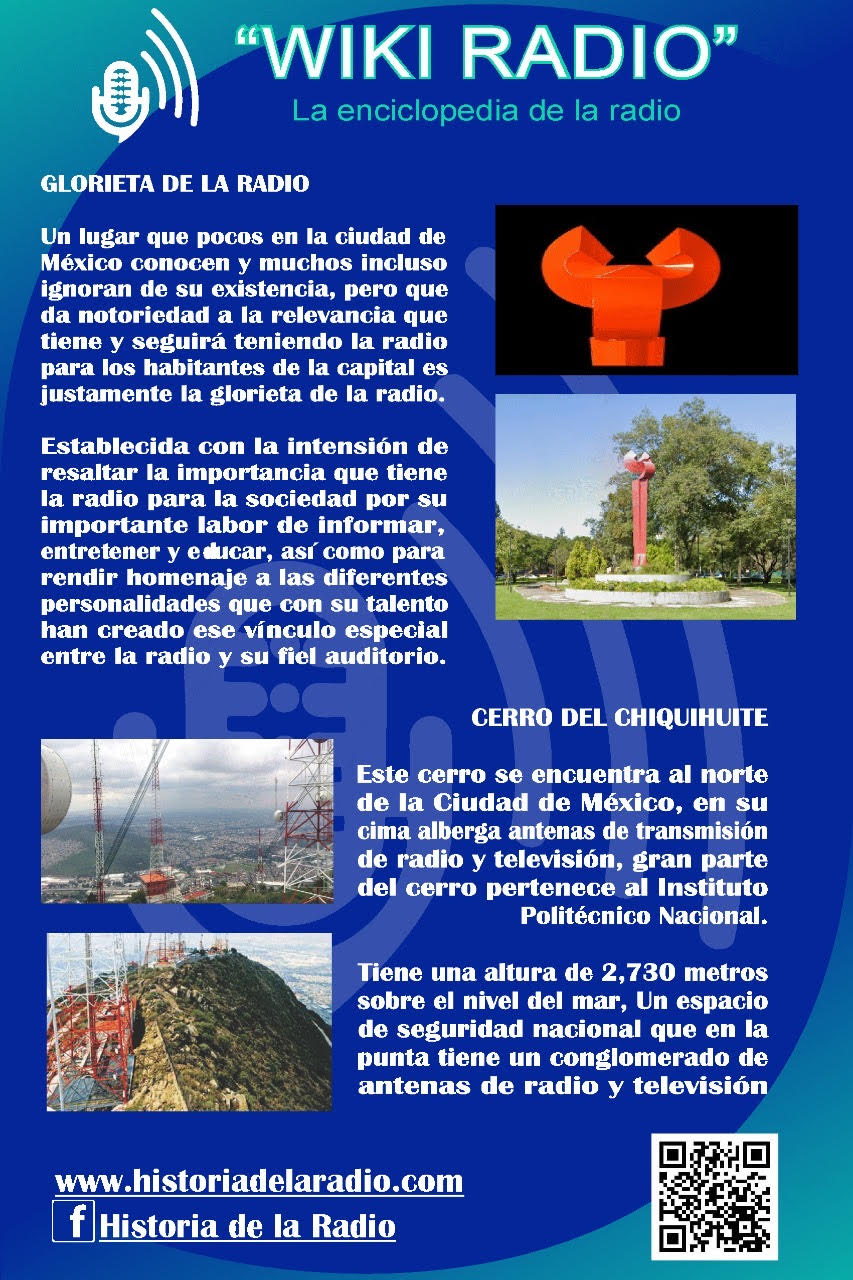 “WIKI RADIO”
La enciclopedia de la radio
GLORIETA DE LA RADIO
Un lugar que pocos en la ciudad de
México conocen y muchos incluso
ignoran de su existencia, pero que
da notoriedad a la relevancia que
tiene y seguirá teniendo la radio
para los habitantes de la capital es
justamente la glorieta de la radio.
Establecida con la intensión de
resaltar la importancia que tiene
la radio para la sociedad por su
importante labor de informar,
entretener y educar, así como para
rendir homenaje a las diferentes
personalidades que con su talento
han creado ese vínculo especial
entre la radio y su fiel auditorio.
CERRO DEL CHIQUIHUITE
Este cerro se encuentra al norte
de la Ciudad de México, en su
cima alberga antenas de transmisión
de radio y televisión, gran parte
del cerro pertenece al Instituto
Politécnico Nacional.
Tiene una altura de 2,730 metros
sobre el nivel del mar, Un espacio
de seguridad nacional que en la
punta tiene un conglomerado de
antenas de radio y televisión
www.historiadelaradio.com
f Historia de la Radio